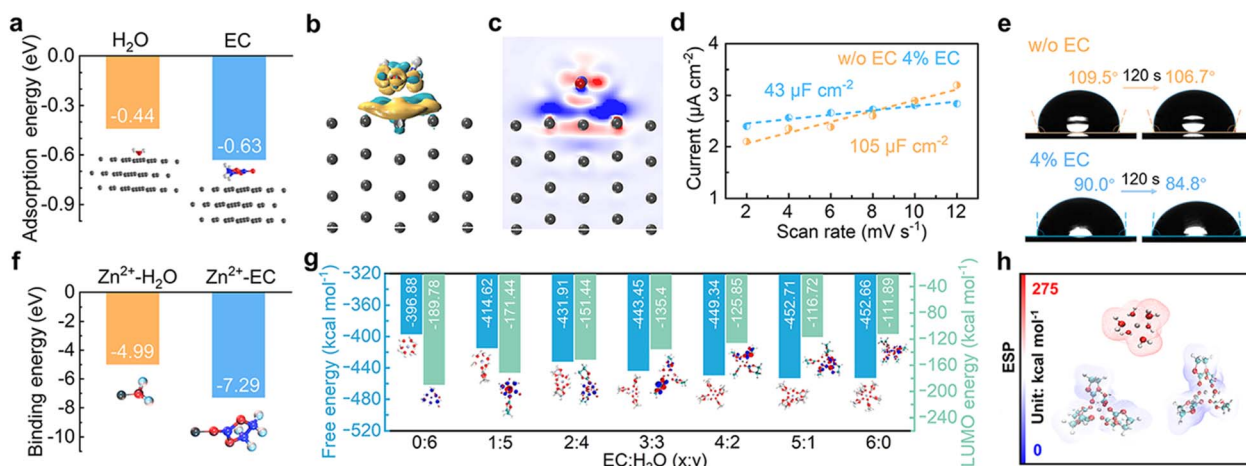 a
H₂O EC
Adsorption energy (eV)
0.0
-0.3
-0.6
-0.9
-0.44
-0.63
b
c
d
w/o EC 4% EC
43 µF cm⁻²
105 µF cm⁻²
Current (µA cm⁻²)
4
3
2
1
2 4 6 8 10 12
Scan rate (mV s⁻¹)
e
w/o EC
109.5° 120 s 106.7°
4% EC
90.0° 120 s 84.8°
f
Zn²⁺-H₂O Zn²⁺-EC
Binding energy (eV)
0
-2
-4
-6
-8
-10
-4.99
-7.29
g
Free energy (kcal mol⁻¹)
-320
-360
-400
-440
-480
-520
-396.88 -189.78 -414.62 -171.44 -431.91 -151.44 -443.45 -135.4 -449.34 -125.85 -452.71 -116.72 -452.66 -111.89
LUMO energy (kcal mol⁻¹)
-40
-80
-120
-160
-200
-240
0:6 1:5 2:4 3:3 4:2 5:1 6:0
EC:H₂O (x:y)
h
275
ESP
Unit: kcal mol⁻¹
0